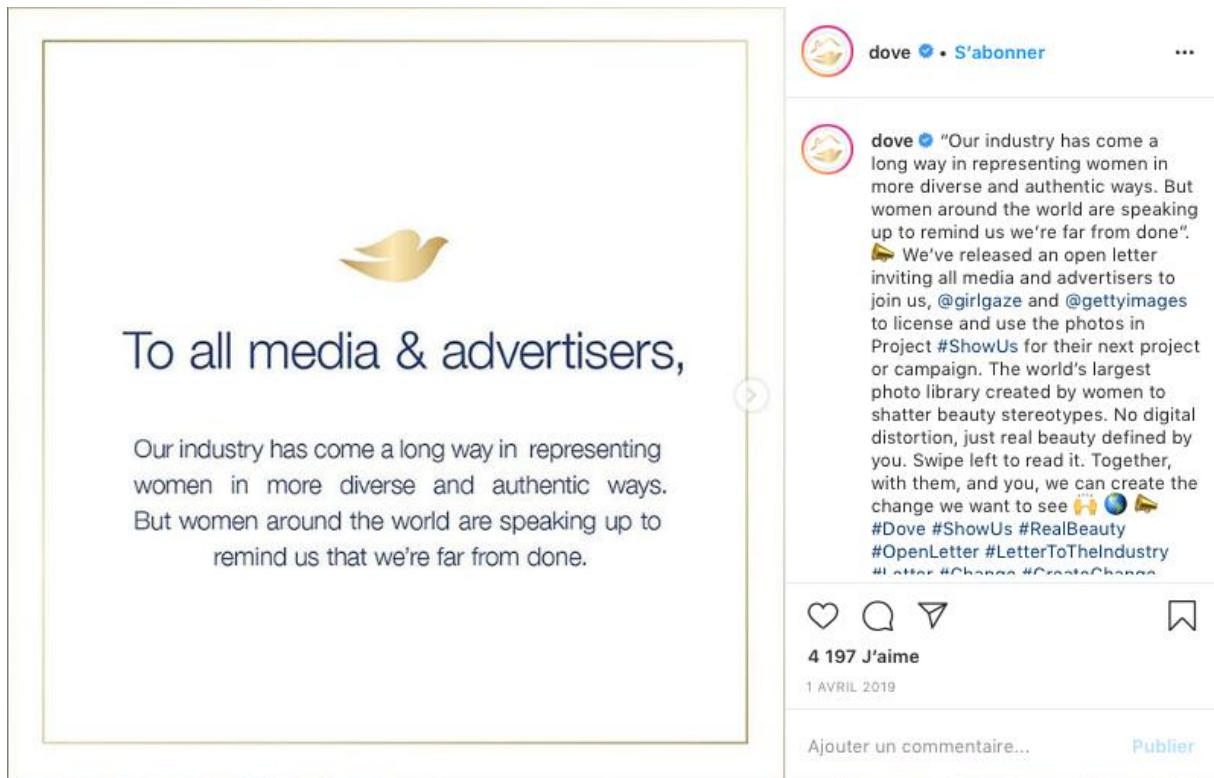 To all media & advertisers,
Our industry has come a long way in representing
women in more diverse and authentic ways.
But women around the world are speaking up to
remind us that we're far from done.
dove • S'abonner
dove “Our industry has come a
long way in representing women in
more diverse and authentic ways. But
women around the world are speaking
up to remind us we're far from done”.
We've released an open letter
inviting all media and advertisers to
join us, @girlgaze and @gettyimages
to license and use the photos in
Project #ShowUs for their next project
or campaign. The world's largest
photo library created by women to
shatter beauty stereotypes. No digital
distortion, just real beauty defined by
you. Swipe left to read it. Together,
with them, and you, we can create the
change we want to see
#Dove #ShowUs #RealBeauty
#OpenLetter #LetterToTheIndustry
#Letter #Change #CreateChange
4 197 J'aime
1 AVRIL 2019
Ajouter un commentaire... Publier